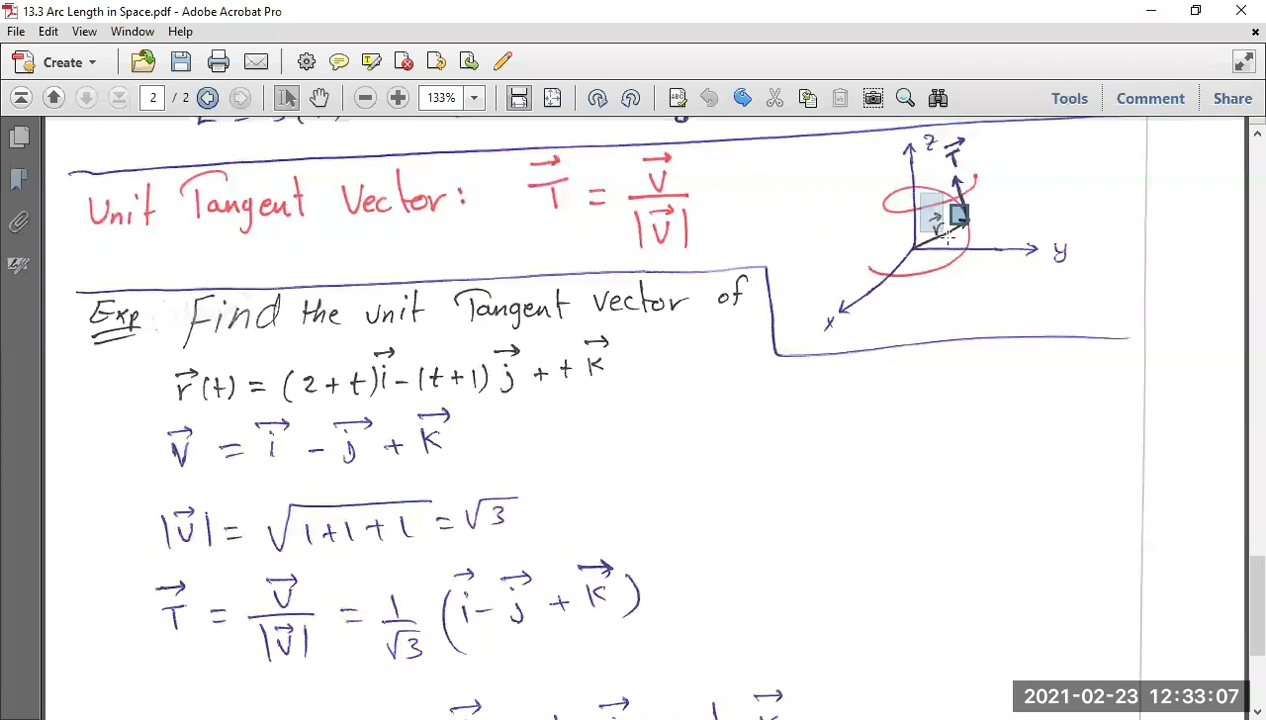 13.3 Arc Length in Space.pdf - Adobe Acrobat Pro
File Edit View Window Help
Create
2 / 2 133% Tools Comment Share
Unit Tangent Vector: T⃗ = v⃗ / |v⃗|
z T⃗
r⃗
y
x
Exp Find the unit Tangent vector of
r⃗(t) = (2+t)i⃗ - (t+1)j⃗ + t k⃗
v⃗ = i⃗ - j⃗ + k⃗
|v⃗| = √1+1+1 = √3
T⃗ = v⃗ / |v⃗| = 1/√3 (i⃗ - j⃗ + k⃗)
2021-02-23 12:33:07